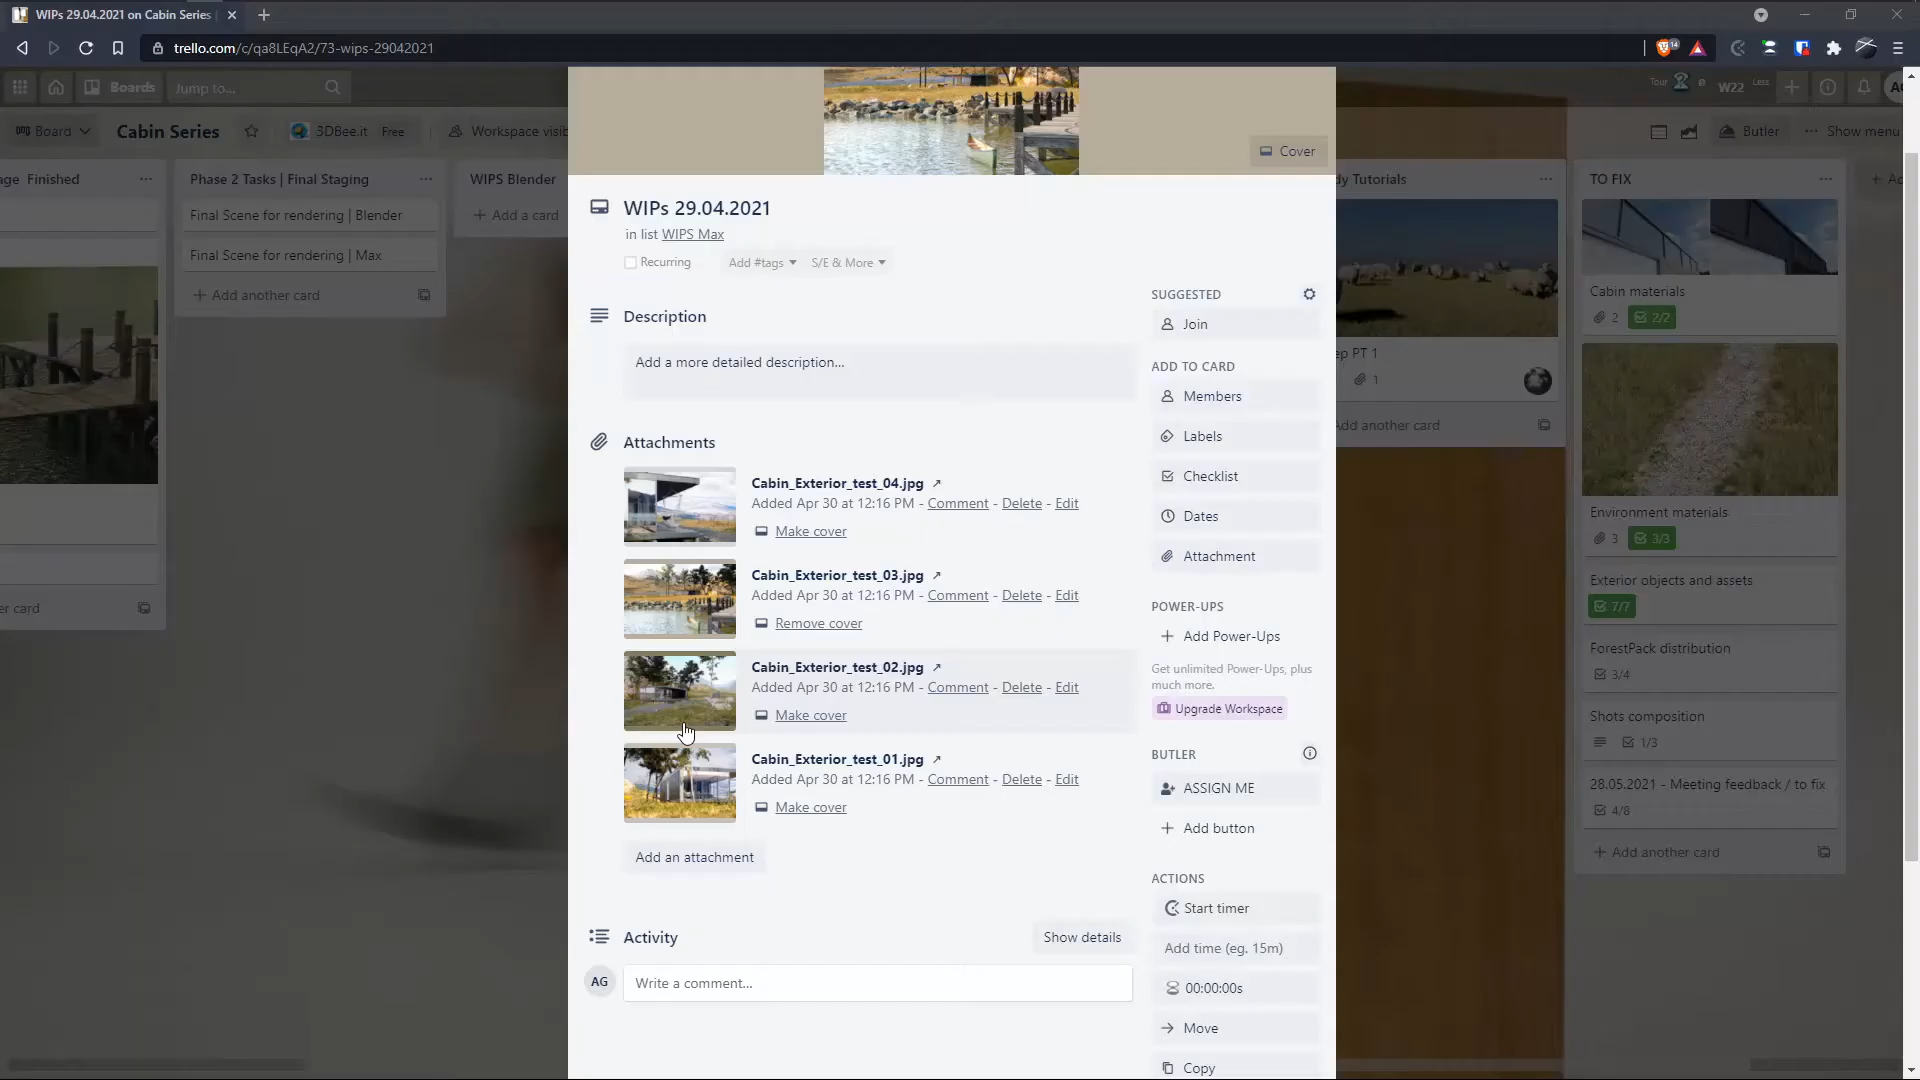 WIPs 29.04.2021 on Cabin Series
trello.com/c/qa8LEqA2/73-wips-29042021
14
Boards
Jump to...
Tour
W22
Less
Board
Cabin Series
3DBee.it Free
Workspace visib
Cover
Butler
Show menu
age Finished
Phase 2 Tasks | Final Staging
WIPS Blender
dy Tutorials
TO FIX
Final Scene for rendering | Blender
Add a card
Final Scene for rendering | Max
Add another card
er card
WIPs 29.04.2021
in list WIPS Max
Recurring
Add #tags
S/E & More
Description
Add a more detailed description...
Attachments
Cabin_Exterior_test_04.jpg ↗
Added Apr 30 at 12:16 PM - Comment - Delete - Edit
Make cover
Cabin_Exterior_test_03.jpg ↗
Added Apr 30 at 12:16 PM - Comment - Delete - Edit
Remove cover
Cabin_Exterior_test_02.jpg ↗
Added Apr 30 at 12:16 PM - Comment - Delete - Edit
Make cover
Cabin_Exterior_test_01.jpg ↗
Added Apr 30 at 12:16 PM - Comment - Delete - Edit
Make cover
Add an attachment
Activity
Show details
AG
Write a comment...
SUGGESTED
Join
ADD TO CARD
Members
Labels
Checklist
Dates
Attachment
POWER-UPS
Add Power-Ups
Get unlimited Power-Ups, plus
much more.
Upgrade Workspace
BUTLER
ASSIGN ME
Add button
ACTIONS
Start timer
Add time (eg. 15m)
00:00:00s
Move
Copy
ep PT 1
1
Add another card
Cabin materials
2 2/2
Environment materials
3 3/3
Exterior objects and assets
7/7
ForestPack distribution
3/4
Shots composition
1/3
28.05.2021 - Meeting feedback / to fix
4/8
Add another card